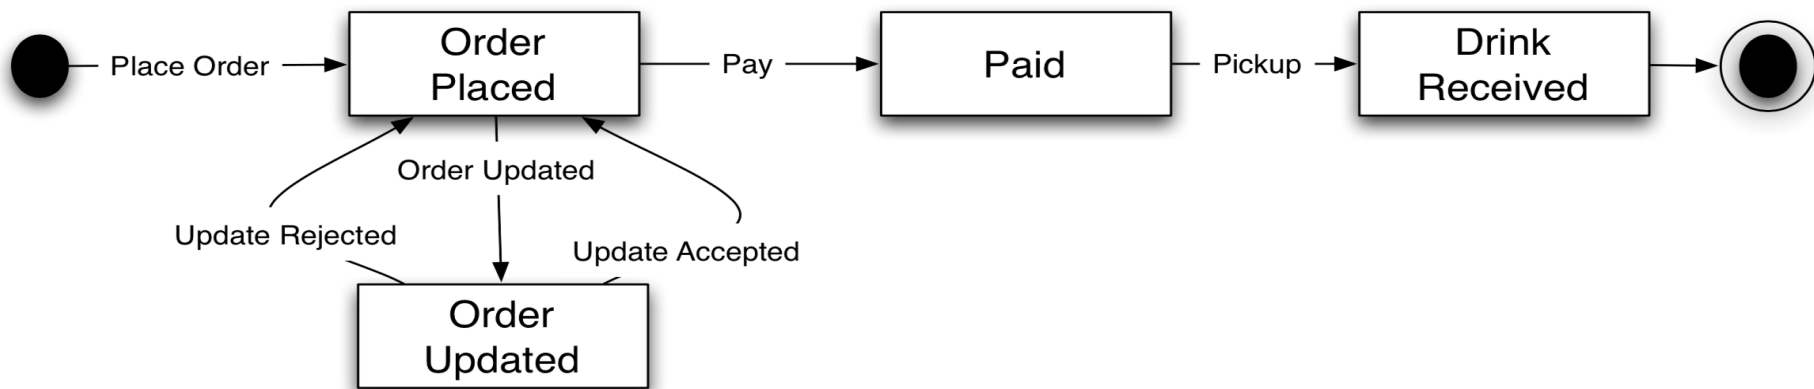 Place Order
Order
Placed
Pay
Paid
Pickup
Drink
Received
Order Updated
Update Rejected
Update Accepted
Order
Updated